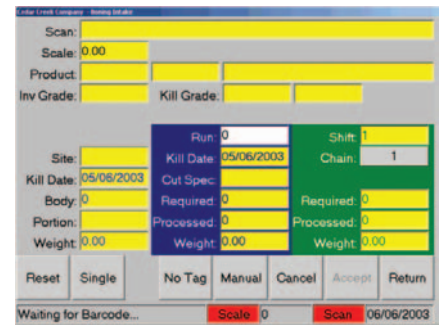 Cedar Creek Company - Boning Intake
Scan:
Scale: 0.00
Product:
Inv Grade: Kill Grade:
Run: 0 Shift: 1
Site: Kill Date: 05/06/2003 Chain: 1
Kill Date: 05/06/2003 Cut Spec:
Body: 0 Required: 0 Required: 0
Portion: Processed: 0 Processed: 0
Weight: 0.00 Weight: 0.00 Weight: 0.00
Reset Single No Tag Manual Cancel Accept Return
Waiting for Barcode... Scale 0 Scan 06/06/2003